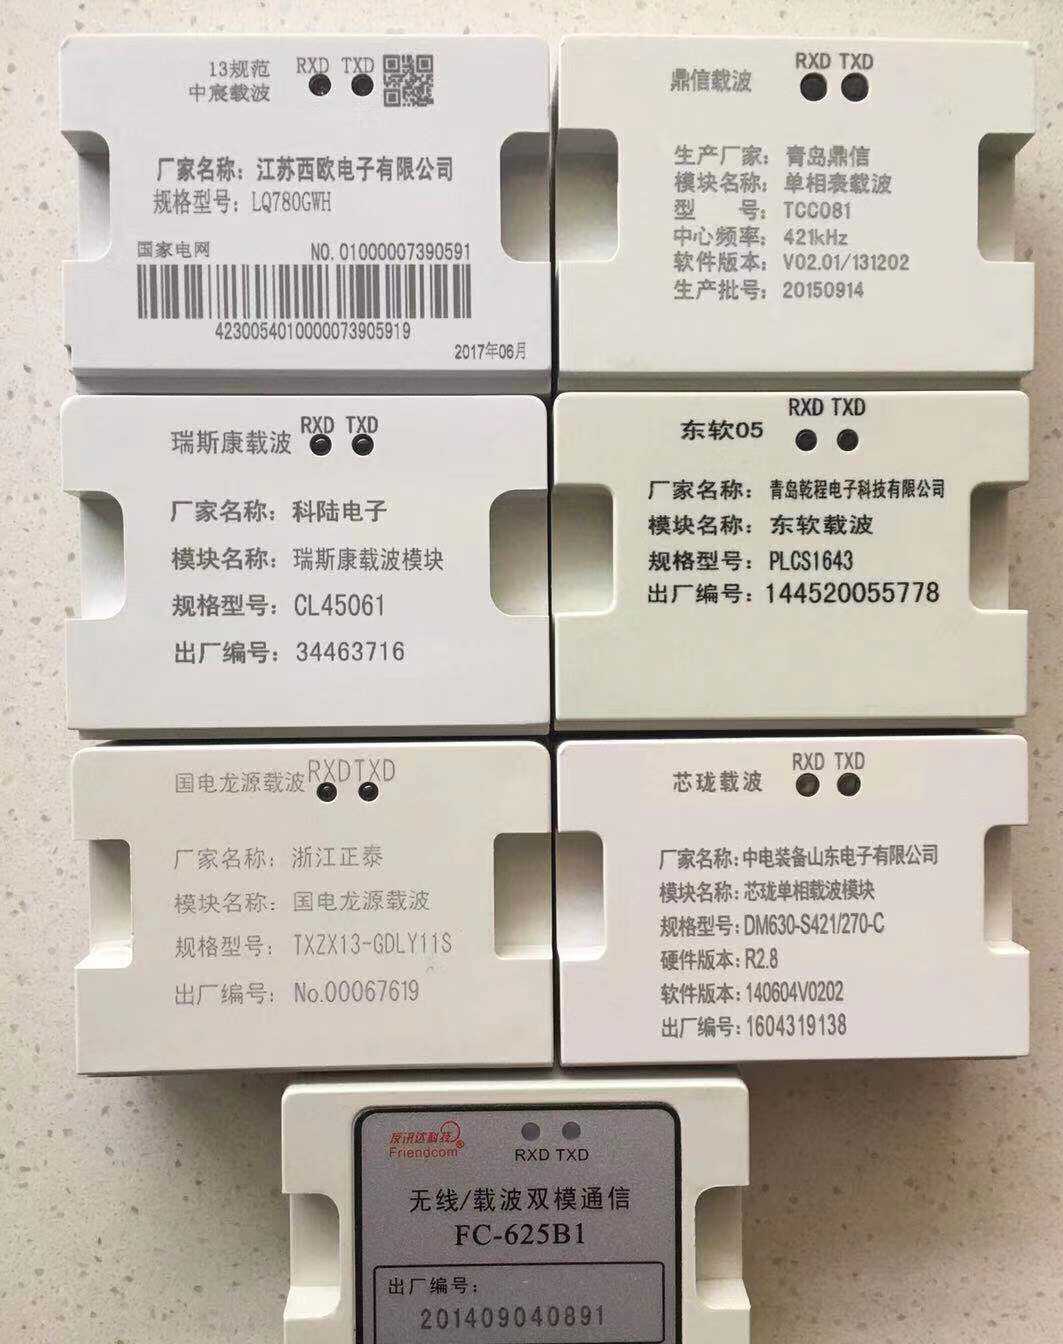 13规范 RXD TXD
中宸载波
厂家名称：江苏西欧电子有限公司
规格型号：LQ780GWH
国家电网 NO. 01000007390591
4230054010000073905919
2017年06月
鼎信载波 RXD TXD
生产厂家：青岛鼎信
模块名称：单相表载波
型 号：TCC081
中心频率：421kHz
软件版本：V02.01/131202
生产批号：20150914
瑞斯康载波 RXD TXD
厂家名称：科陆电子
模块名称：瑞斯康载波模块
规格型号：CL45061
出厂编号：34463716
东软05 RXD TXD
厂家名称：青岛乾程电子科技有限公司
模块名称：东软载波
规格型号：PLCS1643
出厂编号：144520055778
国电龙源载波 RXD TXD
厂家名称：浙江正泰
模块名称：国电龙源载波
规格型号：TXZX13-GDLY11S
出厂编号：No.00067619
芯珑载波 RXD TXD
厂家名称：中电装备山东电子有限公司
模块名称：芯珑单相载波模块
规格型号：DM630-S421/270-C
硬件版本：R2.8
软件版本：140604V0202
出厂编号：1604319138
友讯达科技
Friendcom®
RXD TXD
无线/载波双模通信
FC-625B1
出厂编号：
201409040891